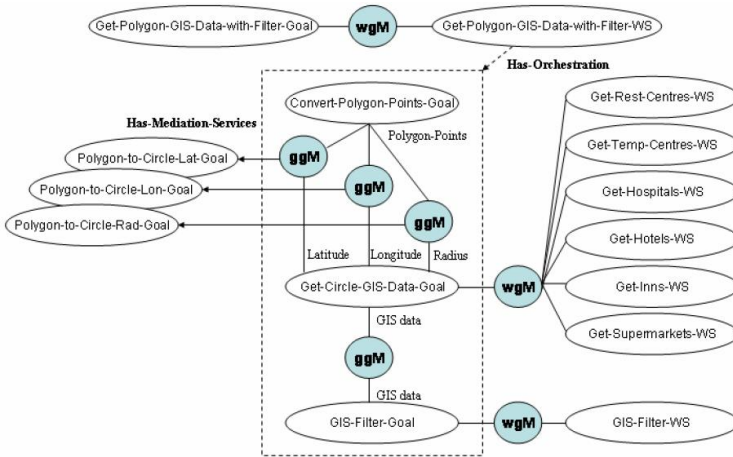 Get-Polygon-GIS-Data-with-Filter-Goal
wgM
Get-Polygon-GIS-Data-with-Filter-WS
Has-Orchestration
Convert-Polygon-Points-Goal
Get-Rest-Centres-WS
Has-Mediation-Services
Polygon-Points
Get-Temp-Centres-WS
Polygon-to-Circle-Lat-Goal
ggM
Polygon-to-Circle-Lon-Goal
ggM
Get-Hospitals-WS
Polygon-to-Circle-Rad-Goal
ggM
Get-Hotels-WS
Latitude
Longitude
Radius
Get-Circle-GIS-Data-Goal
wgM
Get-Inns-WS
GIS data
Get-Supermarkets-WS
ggM
GIS data
GIS-Filter-Goal
wgM
GIS-Filter-WS